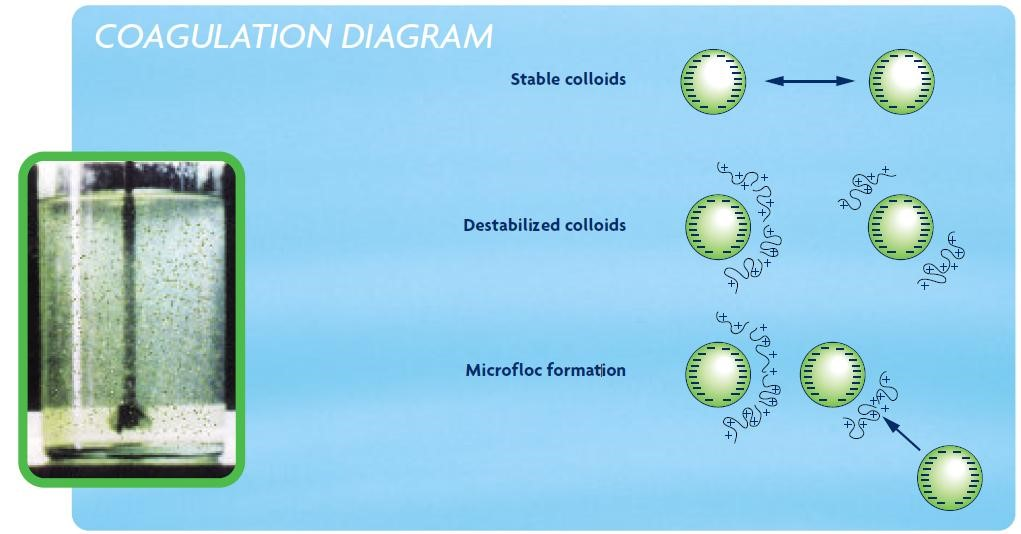 COAGULATION DIAGRAM
Stable colloids
Destabilized colloids
Microfloc formation